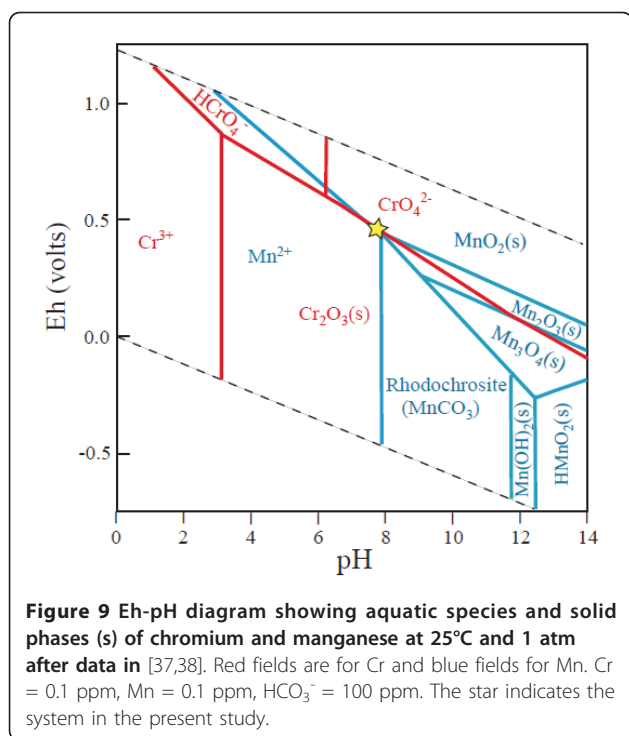 1.0
0.5
0.0
-0.5
Eh (volts)
HCrO₄⁻
CrO₄²⁻
MnO₂(s)
Cr³⁺
Mn²⁺
Cr₂O₃(s)
Mn₂O₃(s)
Mn₃O₄(s)
Rhodochrosite
(MnCO₃)
Mn(OH)₂(s)
HMnO₂(s)
0 2 4 6 8 10 12 14
pH
Figure 9 Eh-pH diagram showing aquatic species and solid
phases (s) of chromium and manganese at 25°C and 1 atm
after data in [37,38]. Red fields are for Cr and blue fields for Mn. Cr
= 0.1 ppm, Mn = 0.1 ppm, HCO₃⁻ = 100 ppm. The star indicates the
system in the present study.